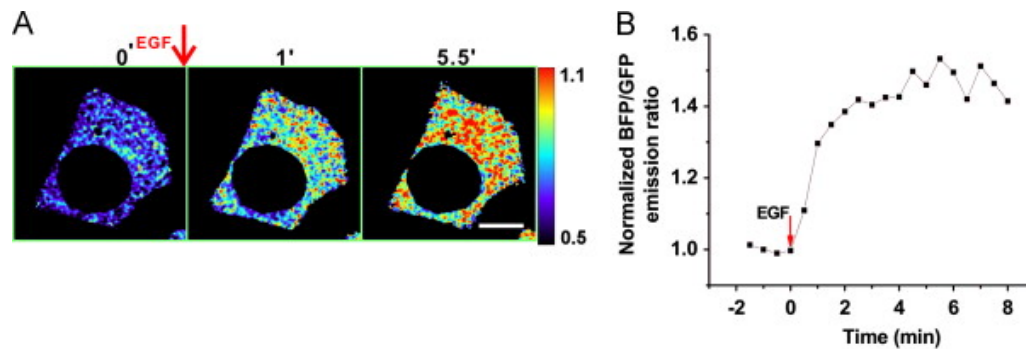 A
0' EGF 1' 5.5'
1.1
0.5
B
Normalized BFP/GFP
emission ratio
1.6
1.4
1.2
1.0
EGF
-2 0 2 4 6 8
Time (min)